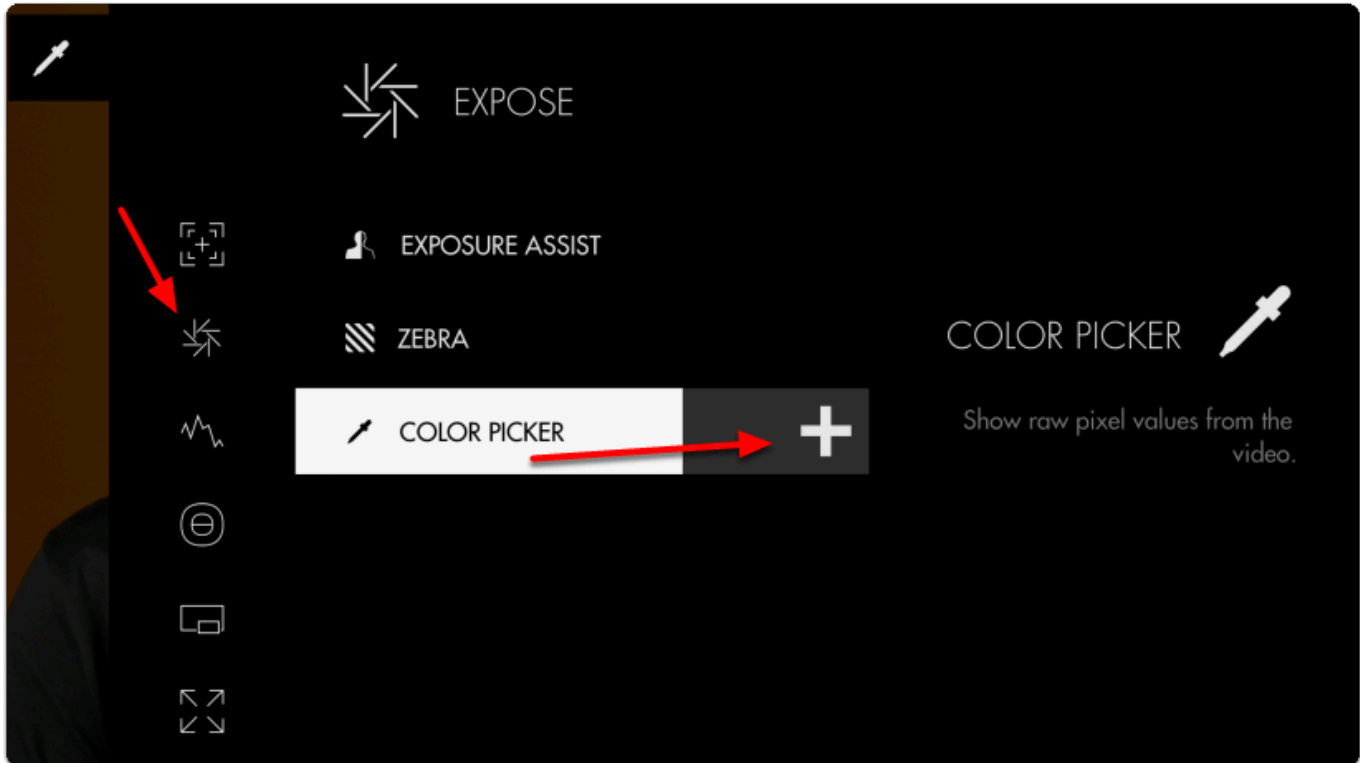 EXPOSE
EXPOSURE ASSIST
ZEBRA
COLOR PICKER
COLOR PICKER
Show raw pixel values from the
video.